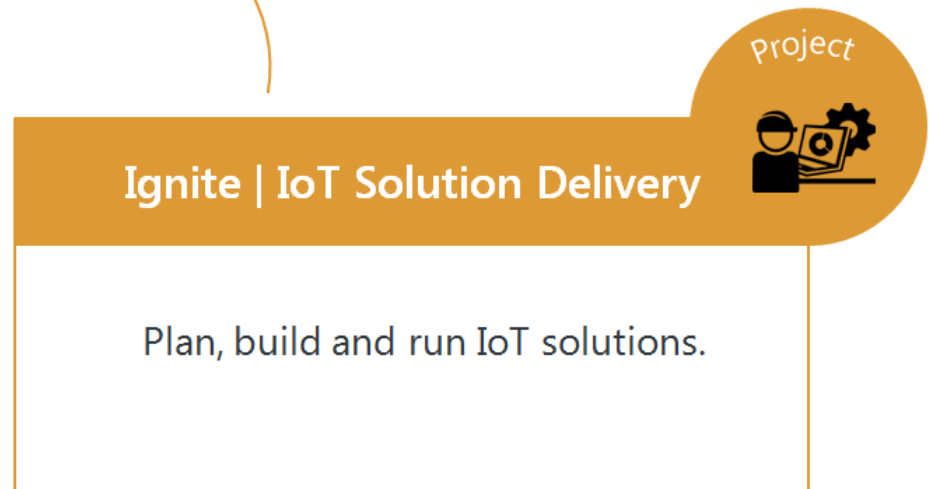 Project
Ignite | IoT Solution Delivery
Plan, build and run IoT solutions.